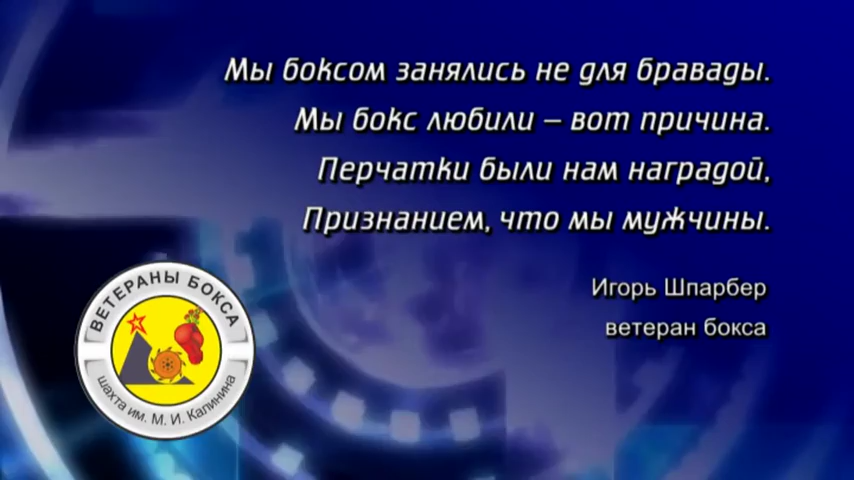 Мы боксом занялись не для бравады.
Мы бокс любили – вот причина.
Перчатки были нам наградой,
Признанием, что мы мужчины.
Игорь Шпарбер
ветеран бокса
ВЕТЕРАНЫ БОКСА
шахта им. М. И. Калинина